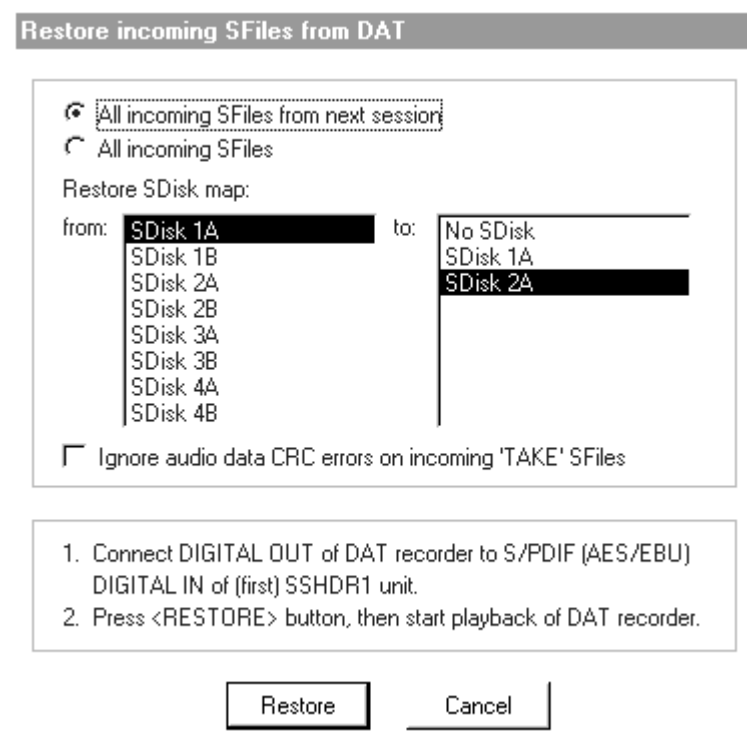 Restore incoming SFiles from DAT
All incoming SFiles from next session
All incoming SFiles
Restore SDisk map:
from:
SDisk 1A
SDisk 1B
SDisk 2A
SDisk 2B
SDisk 3A
SDisk 3B
SDisk 4A
SDisk 4B
to:
No SDisk
SDisk 1A
SDisk 2A
Ignore audio data CRC errors on incoming 'TAKE' SFiles
1. Connect DIGITAL OUT of DAT recorder to S/PDIF (AES/EBU)
DIGITAL IN of (first) SSHDR1 unit.
2. Press <RESTORE> button, then start playback of DAT recorder.
Restore
Cancel